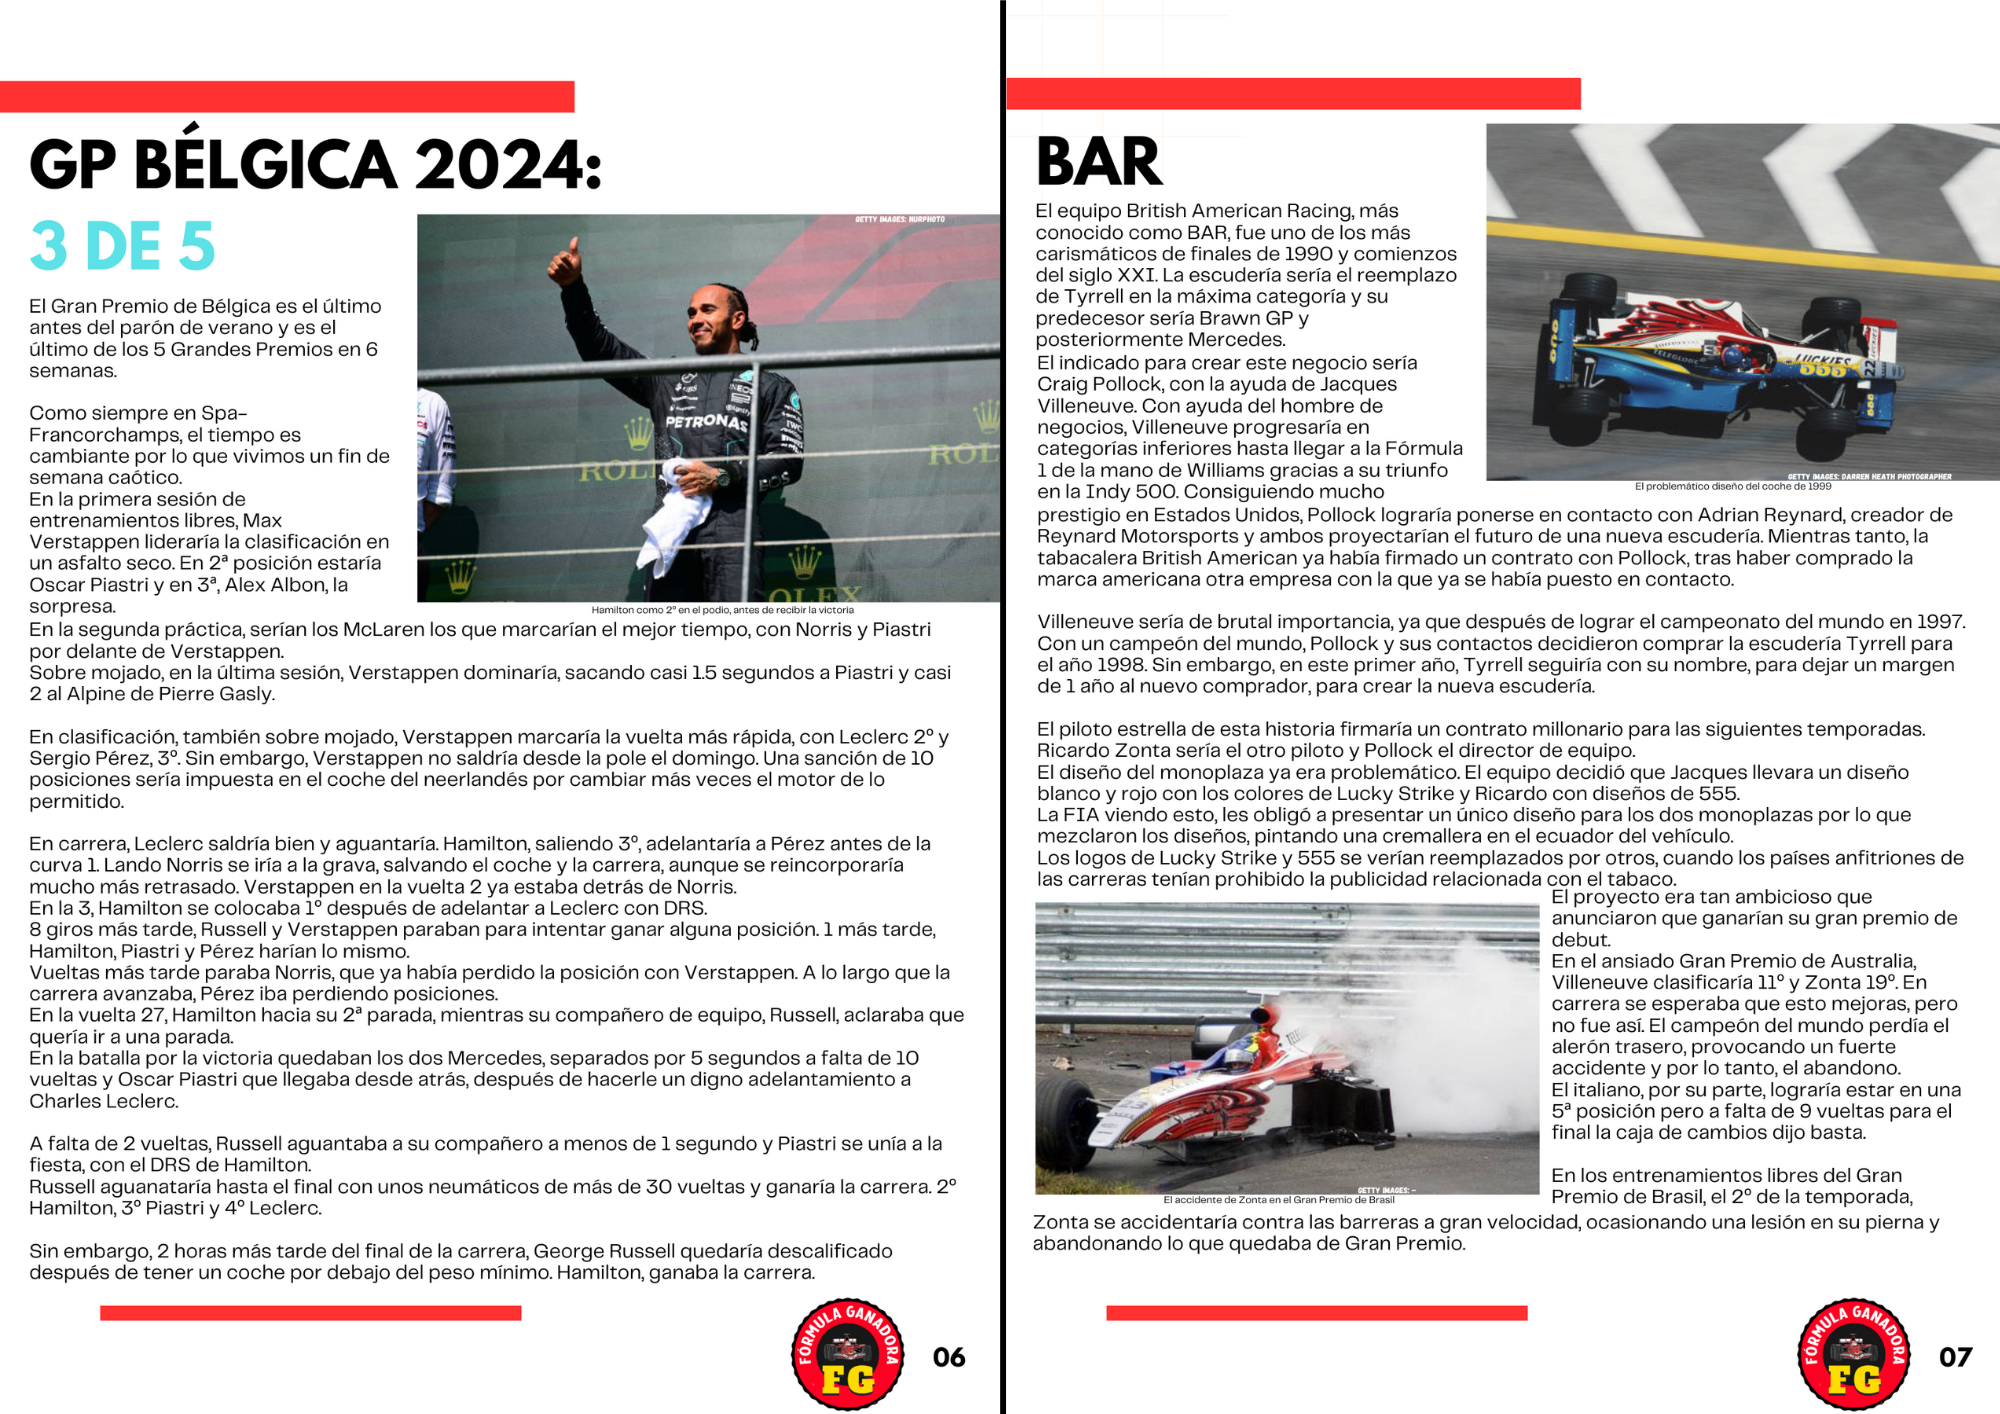 GP BÉLGICA 2024:
3 DE 5
GETTY IMAGES: NURPHOTO
El Gran Premio de Bélgica es el último
antes del parón de verano y es el
último de los 5 Grandes Premios en 6
semanas.
Como siempre en Spa-
Francorchamps, el tiempo es
cambiante por lo que vivimos un fin de
semana caótico.
En la primera sesión de
entrenamientos libres, Max
Verstappen lideraría la clasificación en
un asfalto seco. En 2ª posición estaría
Oscar Piastri y en 3ª, Alex Albon, la
sorpresa.
PETRONAS
INEOS
ROLEX
Hamilton como 2º en el podio, antes de recibir la victoria
En la segunda práctica, serían los McLaren los que marcarían el mejor tiempo, con Norris y Piastri
por delante de Verstappen.
Sobre mojado, en la última sesión, Verstappen dominaría, sacando casi 1.5 segundos a Piastri y casi
2 al Alpine de Pierre Gasly.
En clasificación, también sobre mojado, Verstappen marcaría la vuelta más rápida, con Leclerc 2º y
Sergio Pérez, 3º. Sin embargo, Verstappen no saldría desde la pole el domingo. Una sanción de 10
posiciones sería impuesta en el coche del neerlandés por cambiar más veces el motor de lo
permitido.
En carrera, Leclerc saldría bien y aguantaría. Hamilton, saliendo 3º, adelantaría a Pérez antes de la
curva 1. Lando Norris se iría a la grava, salvando el coche y la carrera, aunque se reincorporaría
mucho más retrasado. Verstappen en la vuelta 2 ya estaba detrás de Norris.
En la 3, Hamilton se colocaba 1º después de adelantar a Leclerc con DRS.
8 giros más tarde, Russell y Verstappen paraban para intentar ganar alguna posición. 1 más tarde,
Hamilton, Piastri y Pérez harían lo mismo.
Vueltas más tarde paraba Norris, que ya había perdido la posición con Verstappen. A lo largo que la
carrera avanzaba, Pérez iba perdiendo posiciones.
En la vuelta 27, Hamilton hacia su 2ª parada, mientras su compañero de equipo, Russell, aclaraba que
quería ir a una parada.
En la batalla por la victoria quedaban los dos Mercedes, separados por 5 segundos a falta de 10
vueltas y Oscar Piastri que llegaba desde atrás, después de hacerle un digno adelantamiento a
Charles Leclerc.
A falta de 2 vueltas, Russell aguantaba a su compañero a menos de 1 segundo y Piastri se unía a la
fiesta, con el DRS de Hamilton.
Russell aguanataría hasta el final con unos neumáticos de más de 30 vueltas y ganaría la carrera. 2º
Hamilton, 3º Piastri y 4º Leclerc.
Sin embargo, 2 horas más tarde del final de la carrera, George Russell quedaría descalificado
después de tener un coche por debajo del peso mínimo. Hamilton, ganaba la carrera.
FÓRMULA GANADORA
FG
06
BAR
El equipo British American Racing, más
conocido como BAR, fue uno de los más
carismáticos de finales de 1990 y comienzos
del siglo XXI. La escudería sería el reemplazo
de Tyrrell en la máxima categoría y su
predecesor sería Brawn GP y
posteriormente Mercedes.
El indicado para crear este negocio sería
Craig Pollock, con la ayuda de Jacques
Villeneuve. Con ayuda del hombre de
negocios, Villeneuve progresaría en
categorías inferiores hasta llegar a la Fórmula
1 de la mano de Williams gracias a su triunfo
en la Indy 500. Consiguiendo mucho
TELEGLOBE
LUCKIES
555
22
GETTY IMAGES: DARREN HEATH PHOTOGRAPHER
El problemático diseño del coche de 1999
prestigio en Estados Unidos, Pollock lograría ponerse en contacto con Adrian Reynard, creador de
Reynard Motorsports y ambos proyectarían el futuro de una nueva escudería. Mientras tanto, la
tabacalera British American ya había firmado un contrato con Pollock, tras haber comprado la
marca americana otra empresa con la que ya se había puesto en contacto.
Villeneuve sería de brutal importancia, ya que después de lograr el campeonato del mundo en 1997.
Con un campeón del mundo, Pollock y sus contactos decidieron comprar la escudería Tyrrell para
el año 1998. Sin embargo, en este primer año, Tyrrell seguiría con su nombre, para dejar un margen
de 1 año al nuevo comprador, para crear la nueva escudería.
El piloto estrella de esta historia firmaría un contrato millonario para las siguientes temporadas.
Ricardo Zonta sería el otro piloto y Pollock el director de equipo.
El diseño del monoplaza ya era problemático. El equipo decidió que Jacques llevara un diseño
blanco y rojo con los colores de Lucky Strike y Ricardo con diseños de 555.
La FIA viendo esto, les obligó a presentar un único diseño para los dos monoplazas por lo que
mezclaron los diseños, pintando una cremallera en el ecuador del vehículo.
Los logos de Lucky Strike y 555 se verían reemplazados por otros, cuando los países anfitriones de
las carreras tenían prohibido la publicidad relacionada con el tabaco.
El proyecto era tan ambicioso que
anunciaron que ganarían su gran premio de
debut.
En el ansiado Gran Premio de Australia,
Villeneuve clasificaría 11º y Zonta 19º. En
carrera se esperaba que esto mejoras, pero
no fue así. El campeón del mundo perdía el
alerón trasero, provocando un fuerte
accidente y por lo tanto, el abandono.
El italiano, por su parte, lograría estar en una
5ª posición pero a falta de 9 vueltas para el
final la caja de cambios dijo basta.
En los entrenamientos libres del Gran
Premio de Brasil, el 2º de la temporada,
GETTY IMAGES: -
El accidente de Zonta en el Gran Premio de Brasil
Zonta se accidentaría contra las barreras a gran velocidad, ocasionando una lesión en su pierna y
abandonando lo que quedaba de Gran Premio.
FÓRMULA GANADORA
FG
07